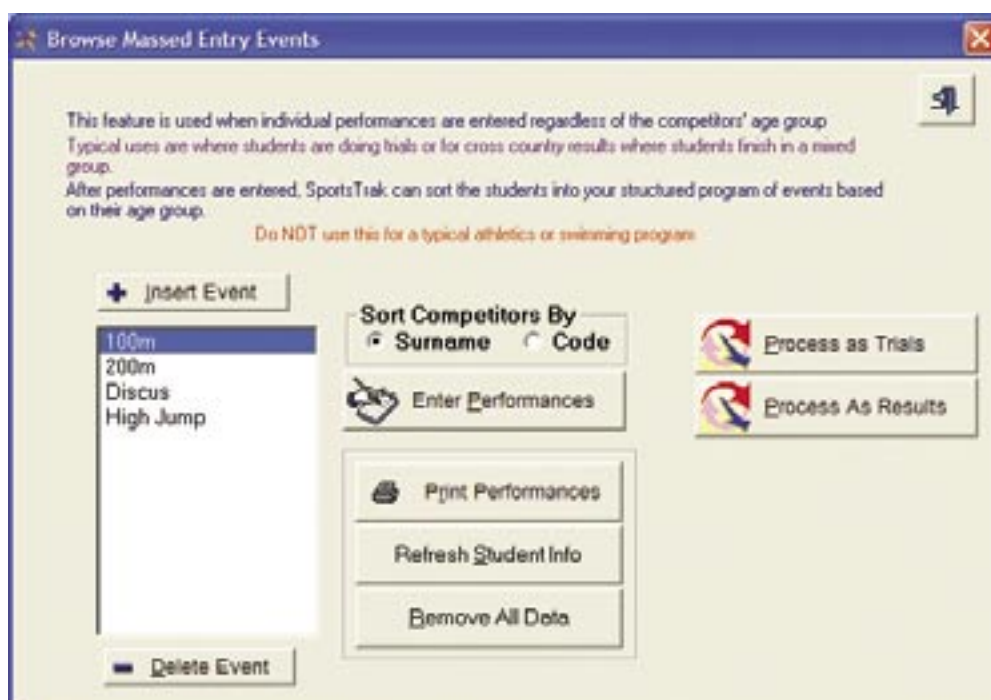 Browse Massed Entry Events
This feature is used when individual performances are entered regardless of the competitors' age group
Typical uses are where students are doing trials or for cross country results where students finish in a mixed
group.
After performances are entered, SportsTrak can sort the students into your structured program of events based
on their age group.
Do NOT use this for a typical athletics or swimming program
Insert Event
100m
200m
Discus
High Jump
Delete Event
Sort Competitors By
Surname Code
Enter Performances
Print Performances
Refresh Student Info
Remove All Data
Process as Trials
Process As Results